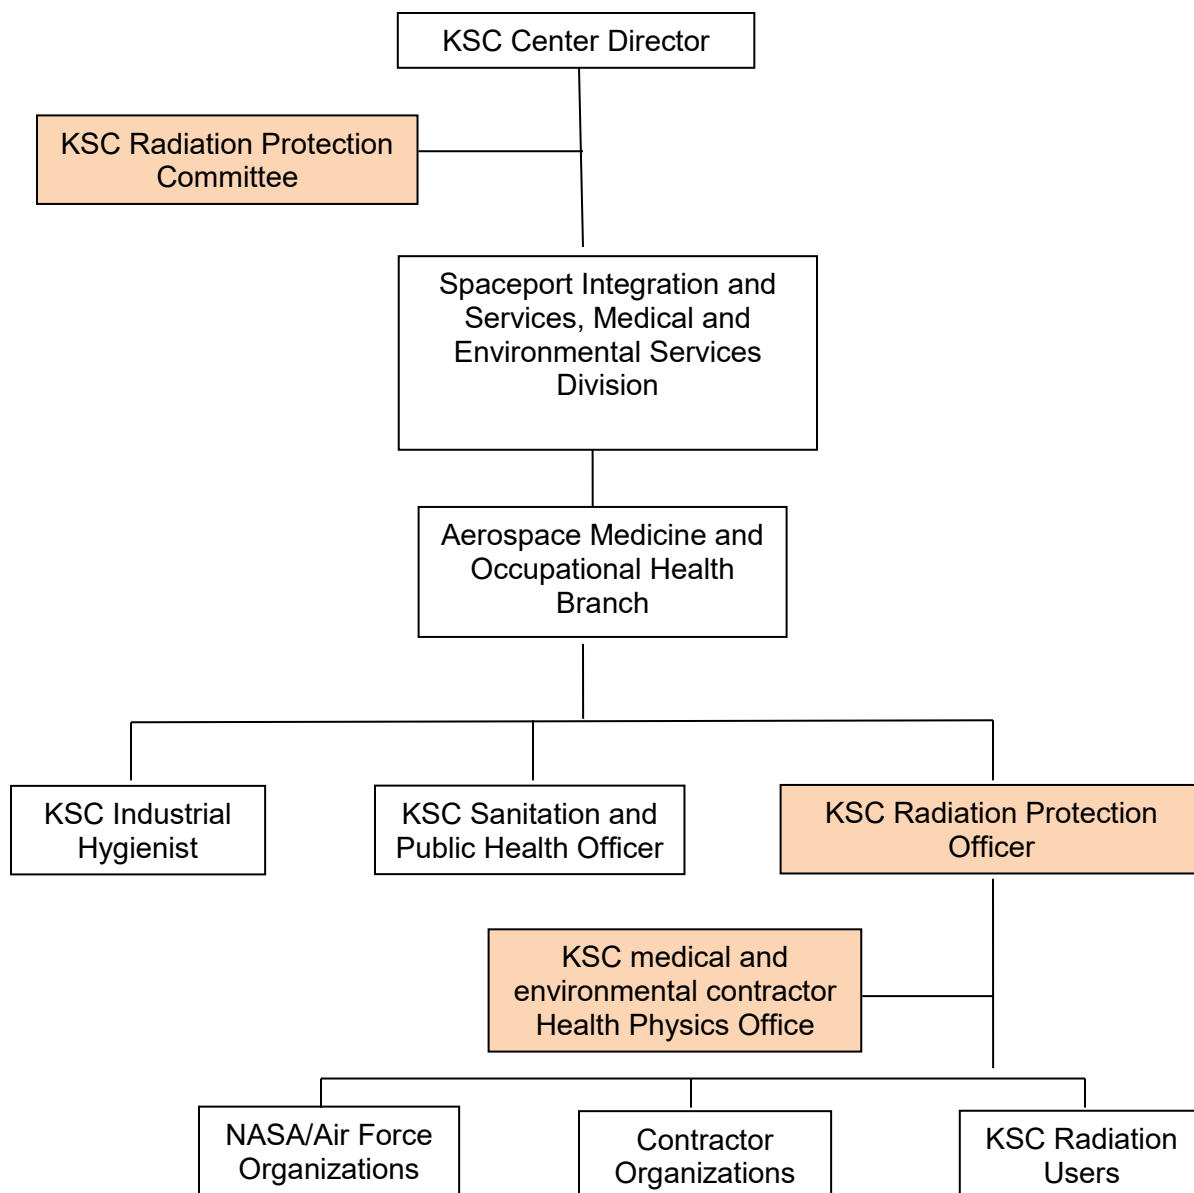 KSC Center Director
KSC Radiation Protection
Committee
Spaceport Integration and
Services, Medical and
Environmental Services
Division
Aerospace Medicine and
Occupational Health
Branch
KSC Industrial
Hygienist
KSC Sanitation and
Public Health Officer
KSC Radiation Protection
Officer
KSC medical and
environmental contractor
Health Physics Office
NASA/Air Force
Organizations
Contractor
Organizations
KSC Radiation
Users